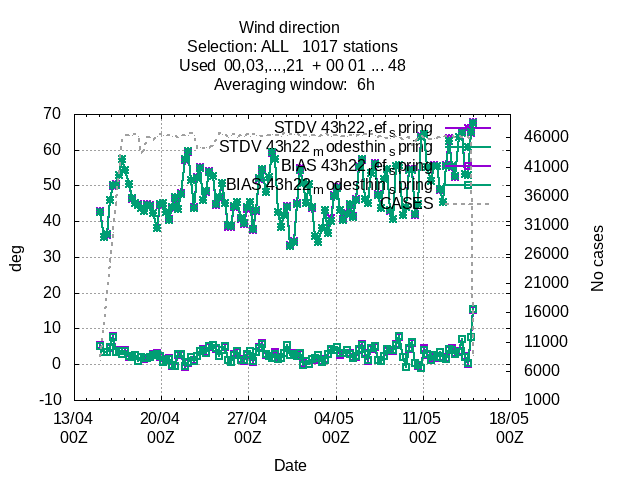 Wind direction
Selection: ALL   1017 stations
Used  00,03,...,21  + 00 01 ... 48
Averaging window:  6h
STDV 43h22_ref_spring
STDV 43h22_modesthin_spring
BIAS 43h22_ref_spring
BIAS 43h22_modesthin_spring
CASES
70
60
50
40
30
20
10
0
-10
deg
46000
41000
36000
31000
26000
21000
16000
11000
6000
1000
No cases
13/04 20/04 27/04 04/05 11/05 18/05
00Z 00Z 00Z 00Z 00Z 00Z
Date